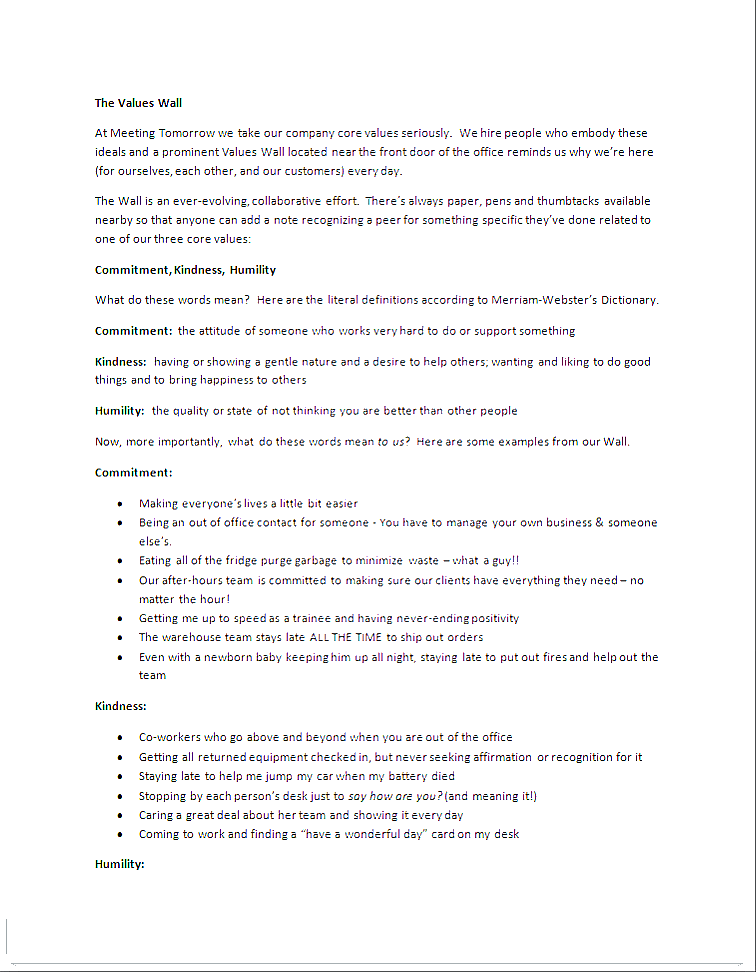 The Values Wall
At Meeting Tomorrow we take our company core values seriously.  We hire people who embody these
ideals and a prominent Values Wall located near the front door of the office reminds us why we're here
(for ourselves, each other, and our customers) every day.
The Wall is an ever-evolving, collaborative effort.  There's always paper, pens and thumbtacks available
nearby so that anyone can add a note recognizing a peer for something specific they've done related to
one of our three core values:
Commitment, Kindness, Humility
What do these words mean?  Here are the literal definitions according to Merriam-Webster's Dictionary.
Commitment:  the attitude of someone who works very hard to do or support something
Kindness:  having or showing a gentle nature and a desire to help others; wanting and liking to do good
things and to bring happiness to others
Humility:  the quality or state of not thinking you are better than other people
Now, more importantly, what do these words mean to us?  Here are some examples from our Wall.
Commitment:
• Making everyone's lives a little bit easier
• Being an out of office contact for someone - You have to manage your own business & someone
else's.
• Eating all of the fridge purge garbage to minimize waste – what a guy!!
• Our after-hours team is committed to making sure our clients have everything they need – no
matter the hour!
• Getting me up to speed as a trainee and having never-ending positivity
• The warehouse team stays late ALL THE TIME to ship out orders
• Even with a newborn baby keeping him up all night, staying late to put out fires and help out the
team
Kindness:
• Co-workers who go above and beyond when you are out of the office
• Getting all returned equipment checked in, but never seeking affirmation or recognition for it
• Staying late to help me jump my car when my battery died
• Stopping by each person's desk just to say how are you? (and meaning it!)
• Caring a great deal about her team and showing it every day
• Coming to work and finding a "have a wonderful day" card on my desk
Humility: